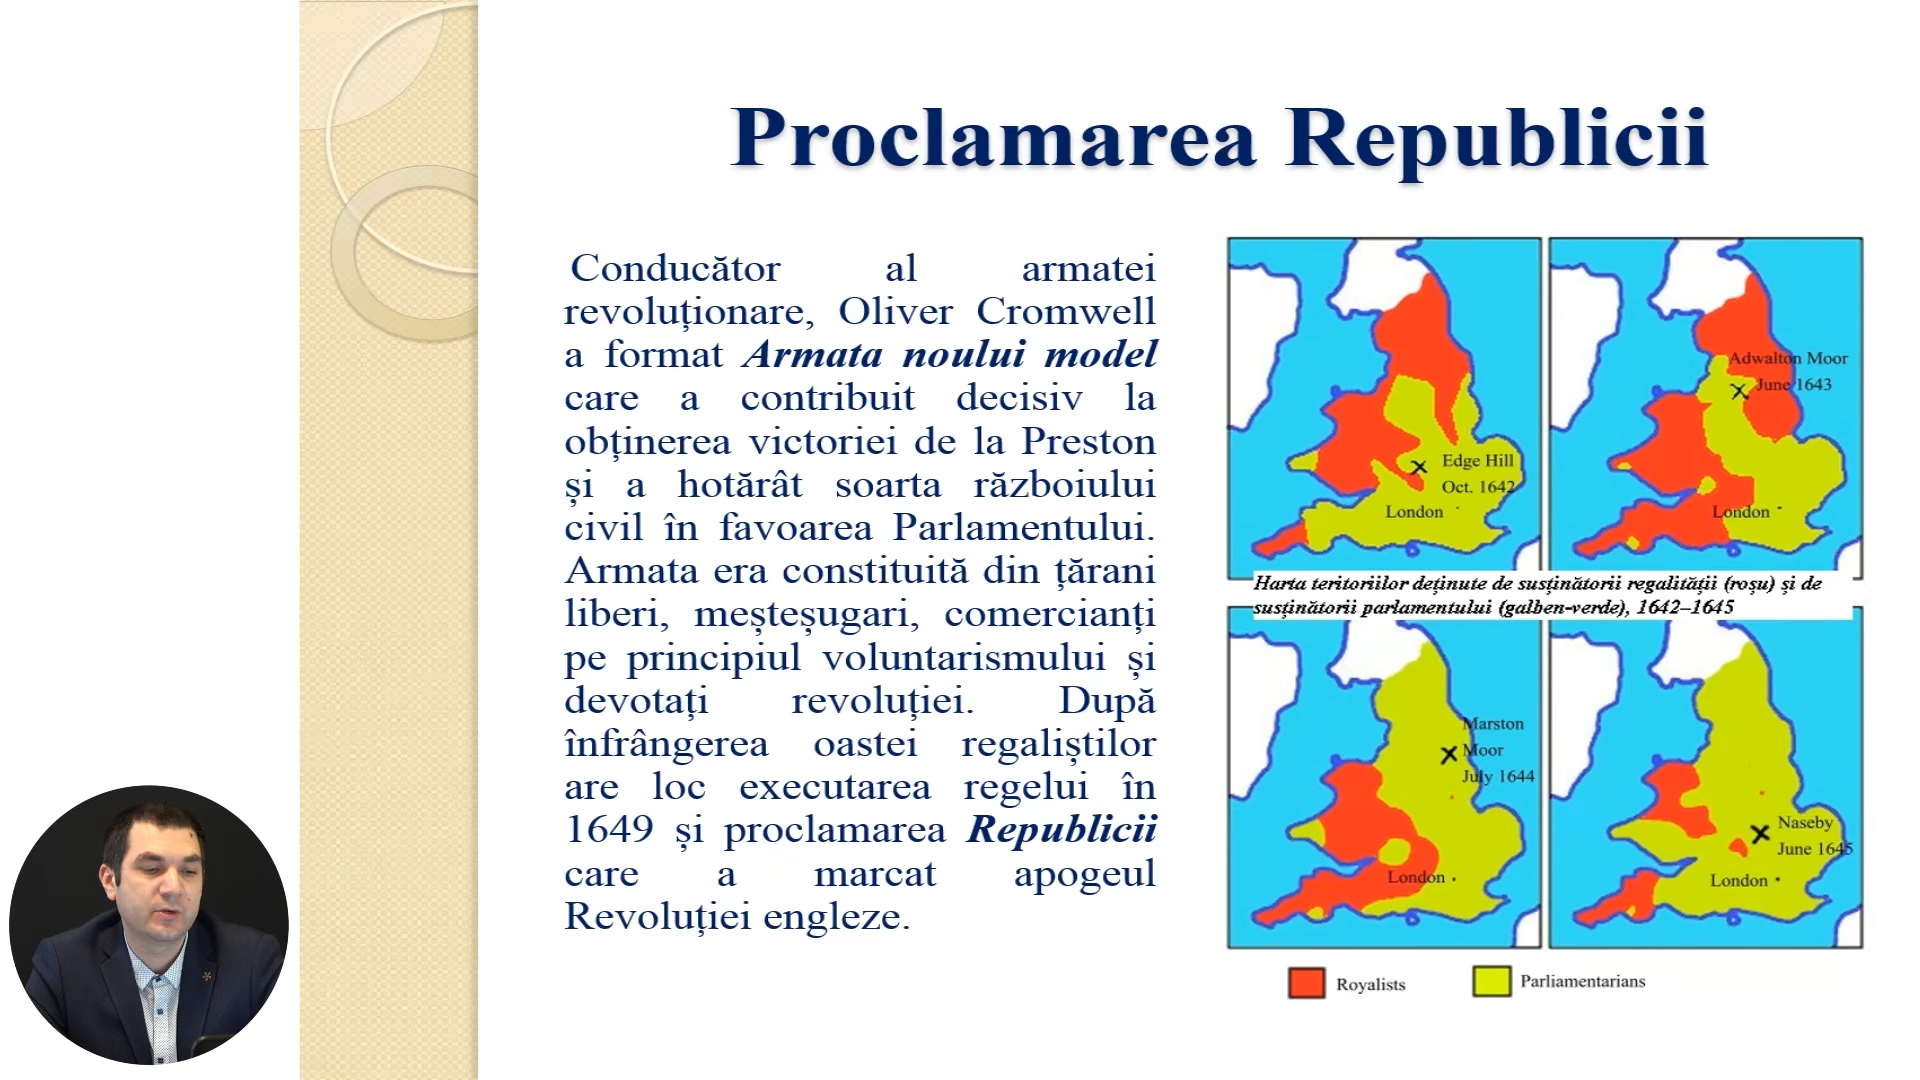 Proclamarea Republicii
Conducător al armatei
revoluționare, Oliver Cromwell
a format Armata noului model
care a contribuit decisiv la
obținerea victoriei de la Preston
și a hotărât soarta războiului
civil în favoarea Parlamentului.
Armata era constituită din țărani
liberi, meșteșugari, comercianți
pe principiul voluntarismului și
devotați revoluției. După
înfrângerea oastei regaliștilor
are loc executarea regelui în
1649 și proclamarea Republicii
care a marcat apogeul
Revoluției engleze.
Edge Hill
Oct. 1642
London
Adwalton Moor
June 1643
London
Harta teritoriilor deținute de susținătorii regalității (roșu) și de
susținătorii parlamentului (galben-verde), 1642–1645
Marston
Moor
July 1644
London
Naseby
June 1645
London
Royalists
Parliamentarians